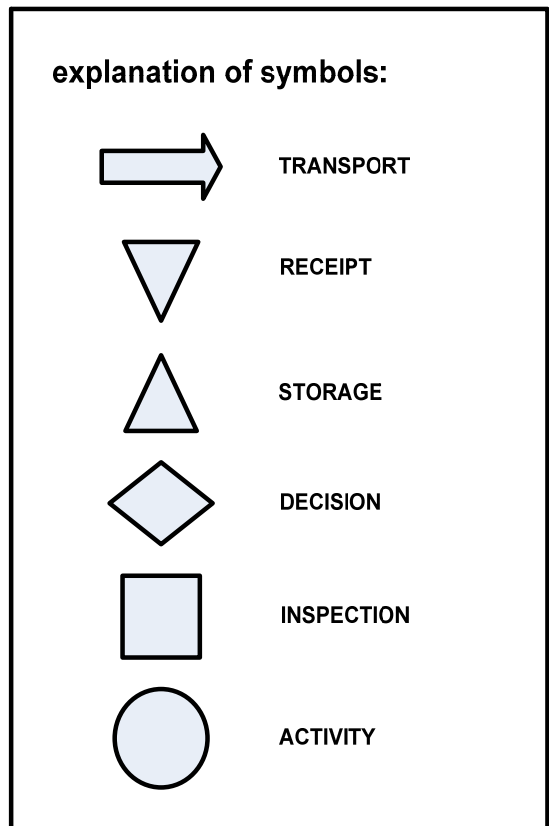 explanation of symbols:
TRANSPORT
RECEIPT
STORAGE
DECISION
INSPECTION
ACTIVITY